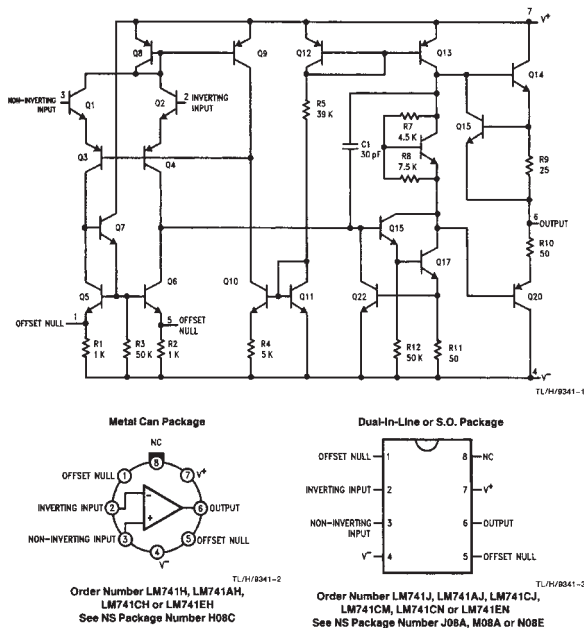 7
V+
Q8
Q9
Q12
Q13
Q14
3
NON-INVERTING
INPUT
Q1
Q2
2 INVERTING
INPUT
R5
39 K
Q15
R7
4.5 K
C1
30 pF
R8
7.5 K
R9
25
Q3
Q4
6
OUTPUT
Q7
Q15
R10
50
Q5
Q6
Q10
Q11
Q22
Q17
Q20
OFFSET NULL 1
5 OFFSET
NULL
R1
1 K
R3
50 K
R2
1 K
R4
5 K
R12
50 K
R11
50
4
V-
TL/H/9341-1
Metal Can Package
NC
8
OFFSET NULL
1
7
V+
INVERTING INPUT
2
-
6
OUTPUT
+
NON-INVERTING INPUT
3
5
OFFSET NULL
4
V-
TL/H/9341-2
Order Number LM741H, LM741AH,
LM741CH or LM741EH
See NS Package Number H08C
Dual-In-Line or S.O. Package
OFFSET NULL 1 8 NC
INVERTING INPUT 2 7 V+
NON-INVERTING
INPUT
3 6 OUTPUT
V- 4 5 OFFSET NULL
TL/H/9341-3
Order Number LM741J, LM741AJ, LM741CJ,
LM741CM, LM741CN or LM741EN
See NS Package Number J08A, M08A or N08E